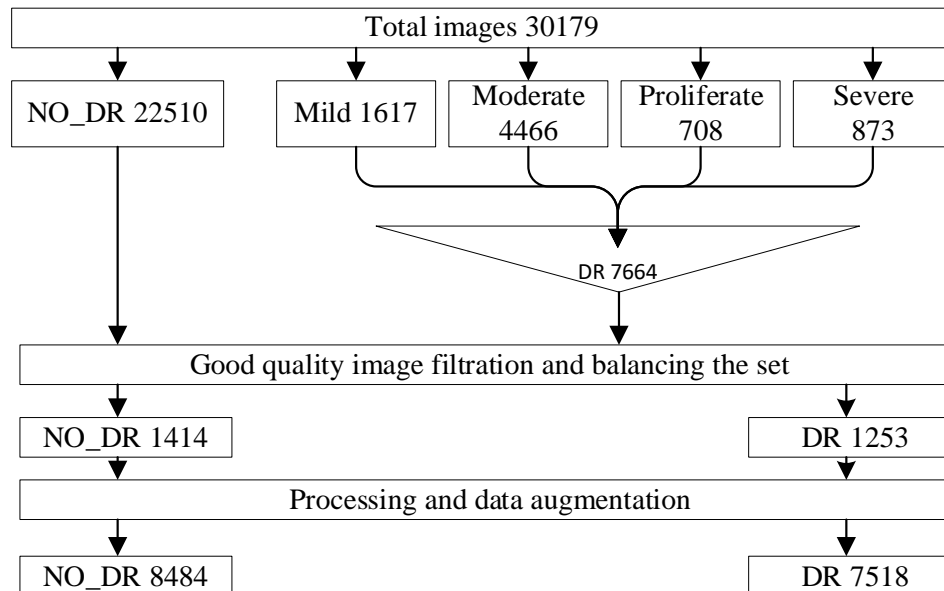 Total images 30179
NO_DR 22510
Mild 1617
Moderate
4466
Proliferate
708
Severe
873
DR 7664
Good quality image filtration and balancing the set
NO_DR 1414
DR 1253
Processing and data augmentation
NO_DR 8484
DR 7518